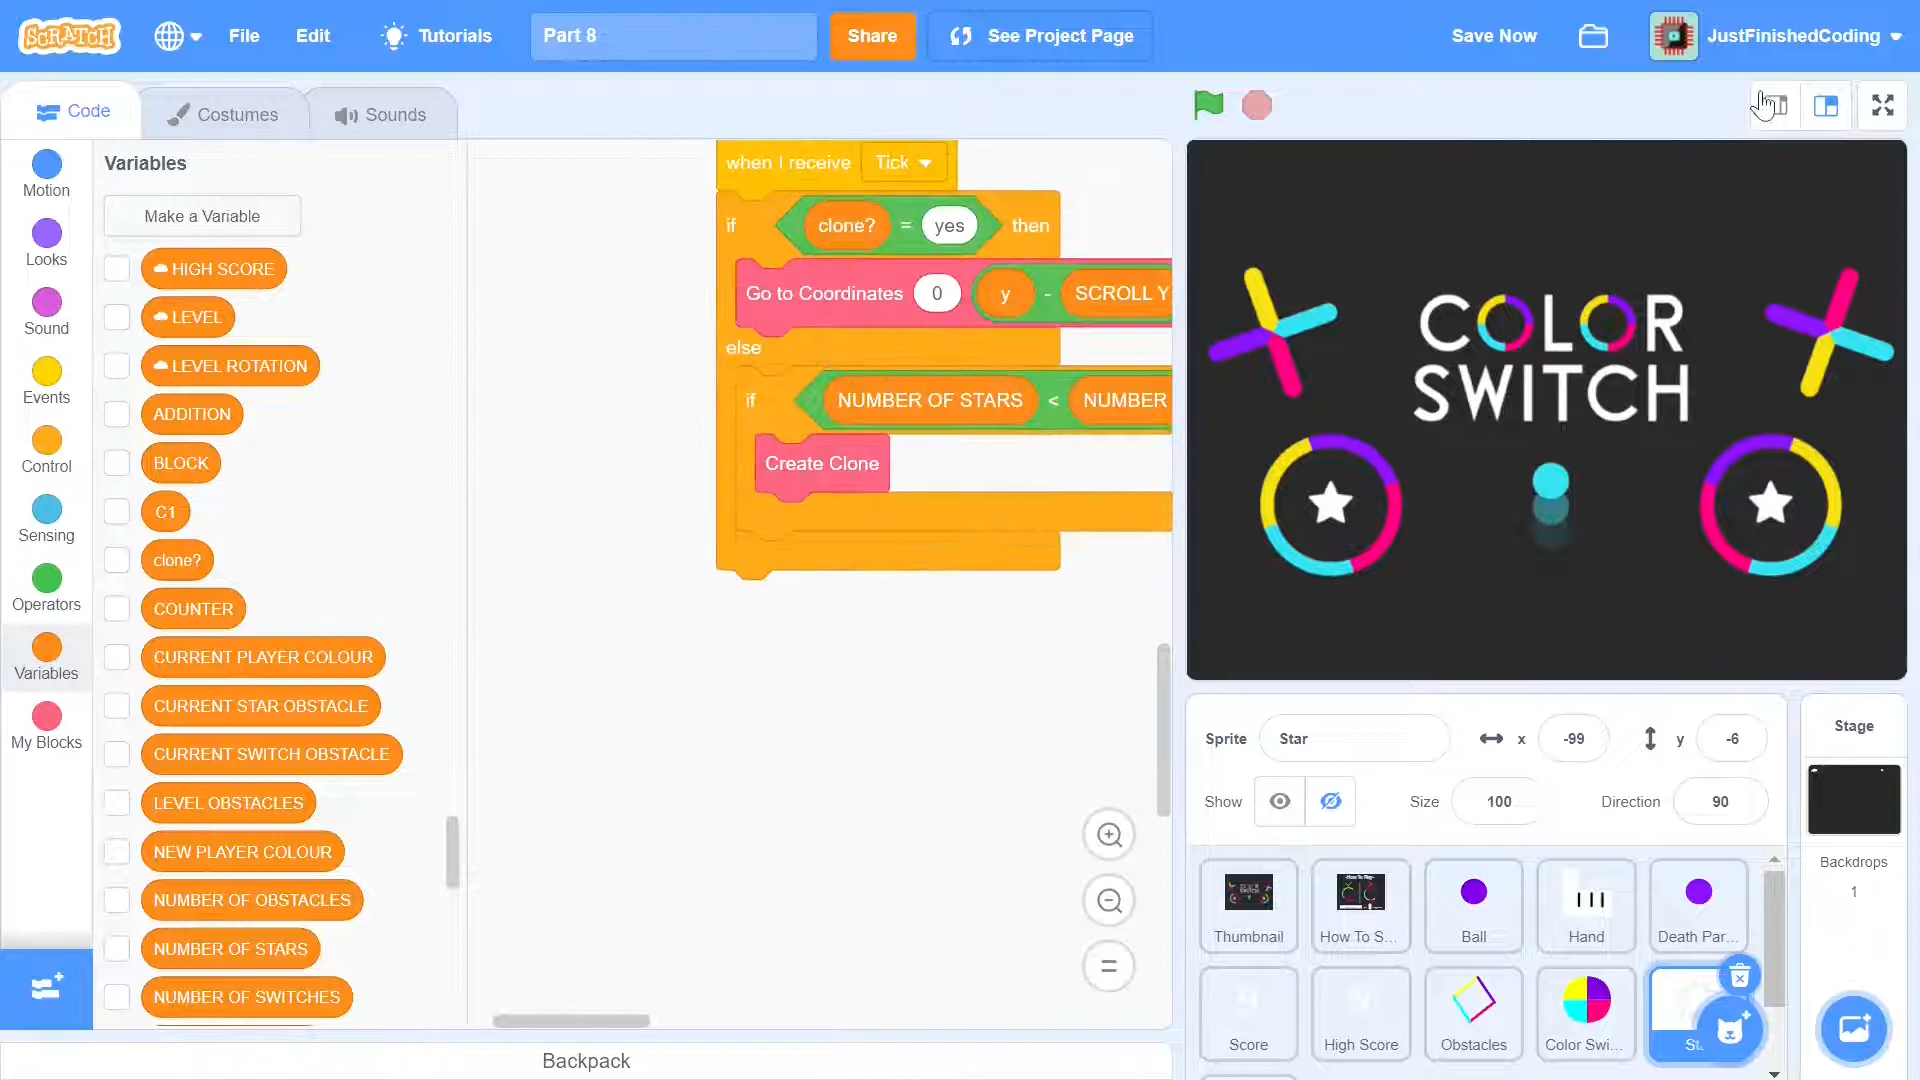 SCRATCH
File
Edit
Tutorials
Part 8
Share
See Project Page
Save Now
JustFinishedCoding
Code
Costumes
Sounds
Motion
Looks
Sound
Events
Control
Sensing
Operators
Variables
My Blocks
Variables
Make a Variable
HIGH SCORE
LEVEL
LEVEL ROTATION
ADDITION
BLOCK
C1
clone?
COUNTER
CURRENT PLAYER COLOUR
CURRENT STAR OBSTACLE
CURRENT SWITCH OBSTACLE
LEVEL OBSTACLES
NEW PLAYER COLOUR
NUMBER OF OBSTACLES
NUMBER OF STARS
NUMBER OF SWITCHES
when I receive Tick
if clone? = yes then
Go to Coordinates 0 y - SCROLL Y
else
if NUMBER OF STARS < NUMBER
Create Clone
Backpack
COLOR
SWITCH
Sprite Star x -99 y -6
Show Size 100 Direction 90
Thumbnail
How To S...
Ball
Hand
Death Par...
Score
High Score
Obstacles
Color Swi...
Stage
Backdrops
1